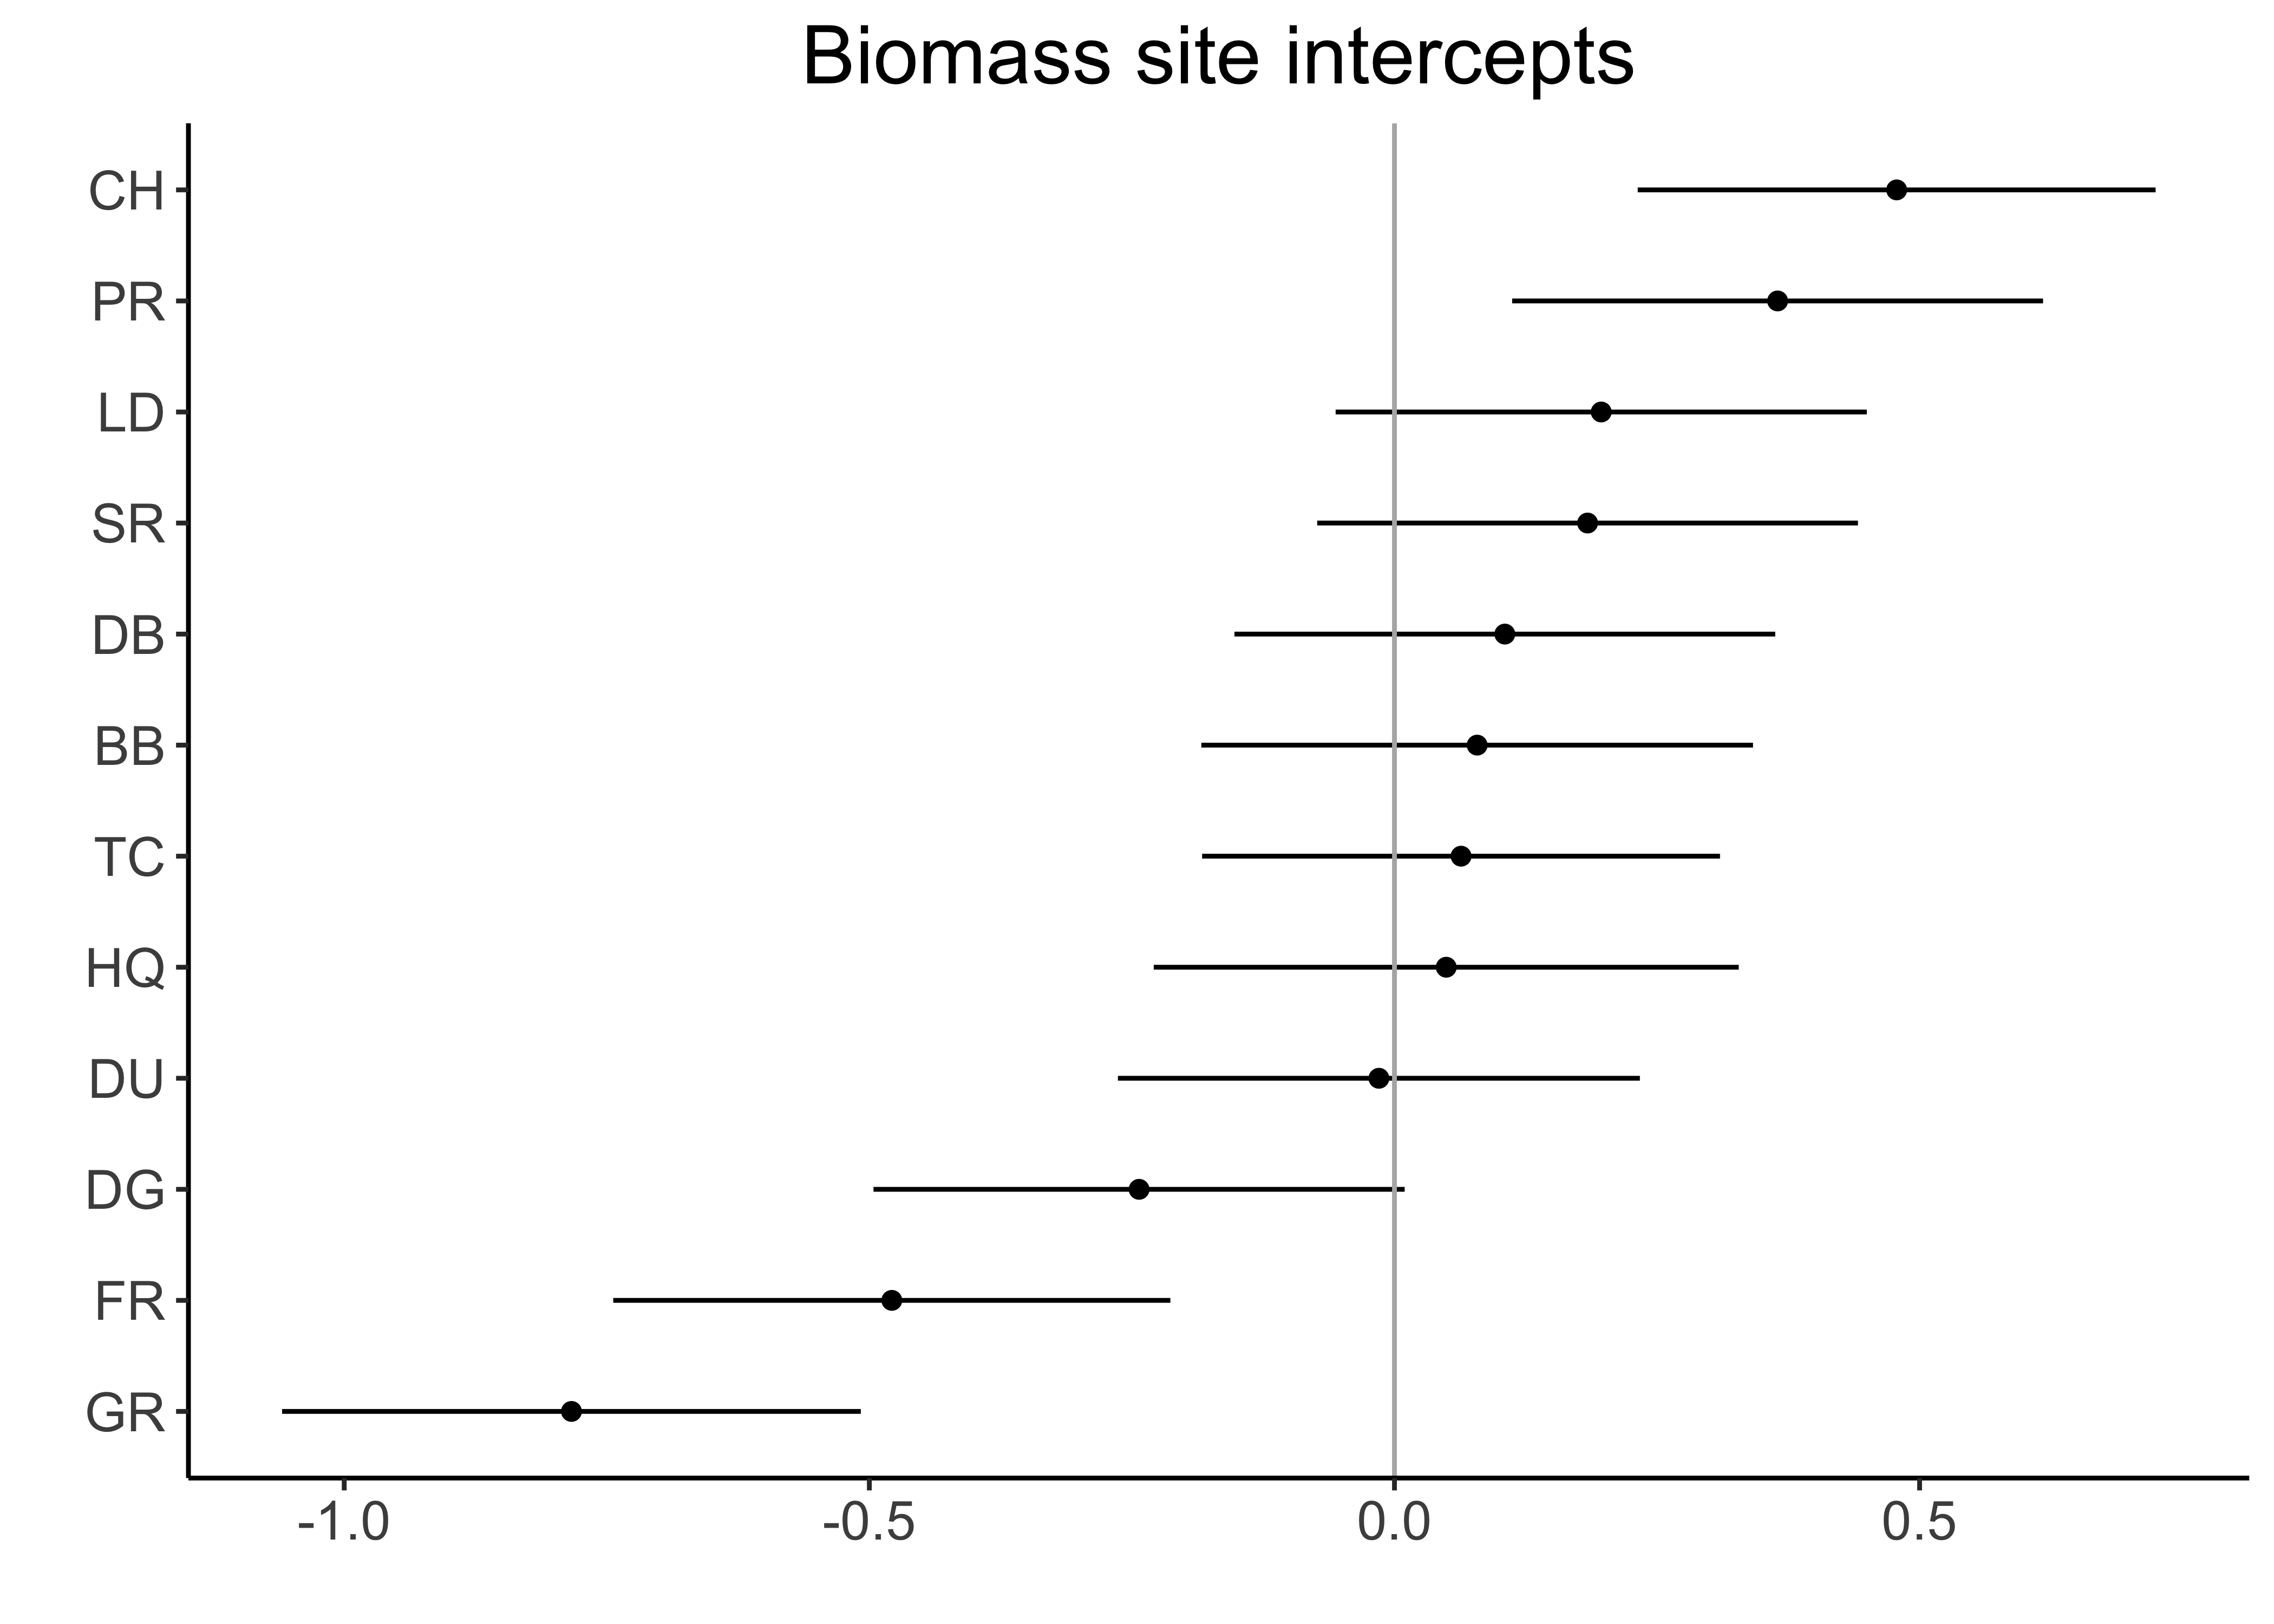 Biomass site intercepts
CH
PR
LD
SR
DB
BB
TC
HQ
DU
DG
FR
GR
-1.0 -0.5 0.0 0.5